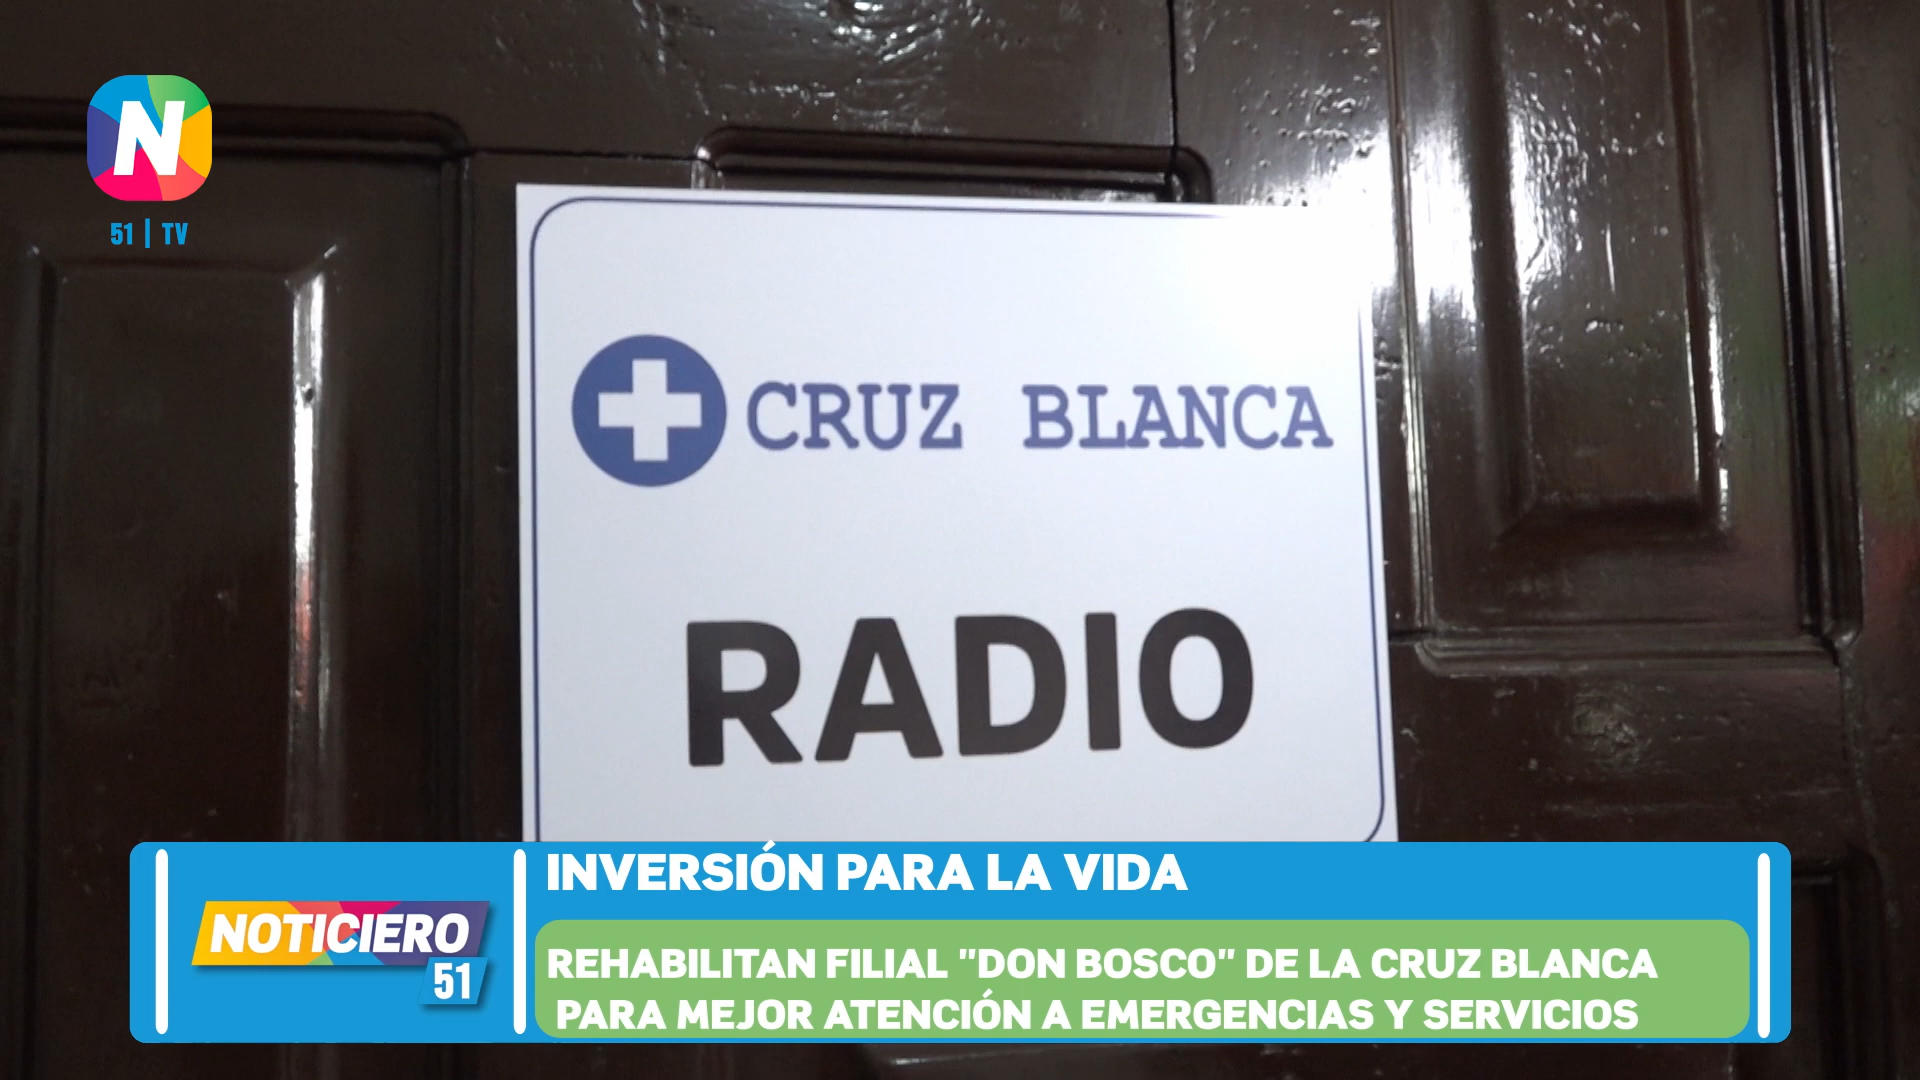 N
51 | TV
CRUZ BLANCA
RADIO
INVERSIÓN PARA LA VIDA
NOTICIERO
51
REHABILITAN FILIAL "DON BOSCO" DE LA CRUZ BLANCA
PARA MEJOR ATENCIÓN A EMERGENCIAS Y SERVICIOS